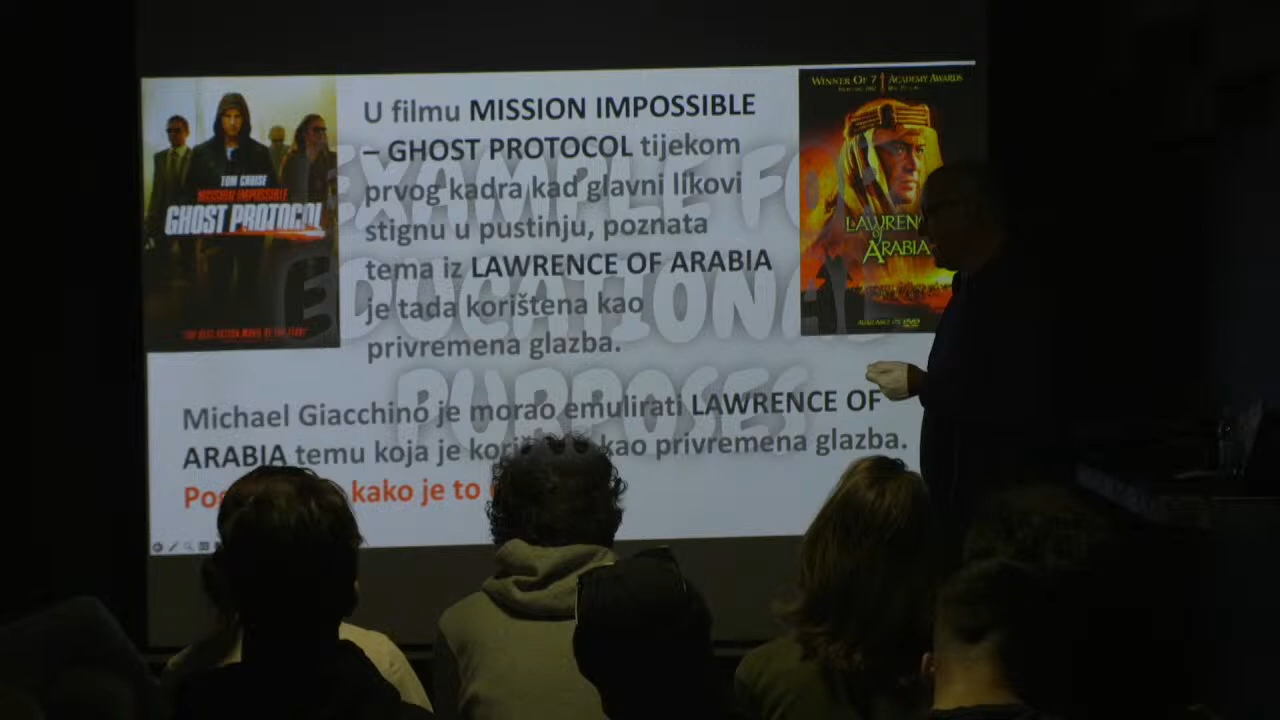 U filmu MISSION IMPOSSIBLE
– GHOST PROTOCOL tijekom
prvog kadra kad glavni likovi
stignu u pustinju, poznata
tema iz LAWRENCE OF ARABIA
je tada korištena kao
privremena glazba.
Michael Giacchino je morao emulirati LAWRENCE OF
ARABIA temu koja je kao privremena glazba.
kako je to
EXAMPLE
EDUCATIONAL
PURPOSES
TOM CRUISE
MISSION IMPOSSIBLE
GHOST PROTOCOL
WINNER OF 7 ACADEMY AWARDS
OF
ARABIA